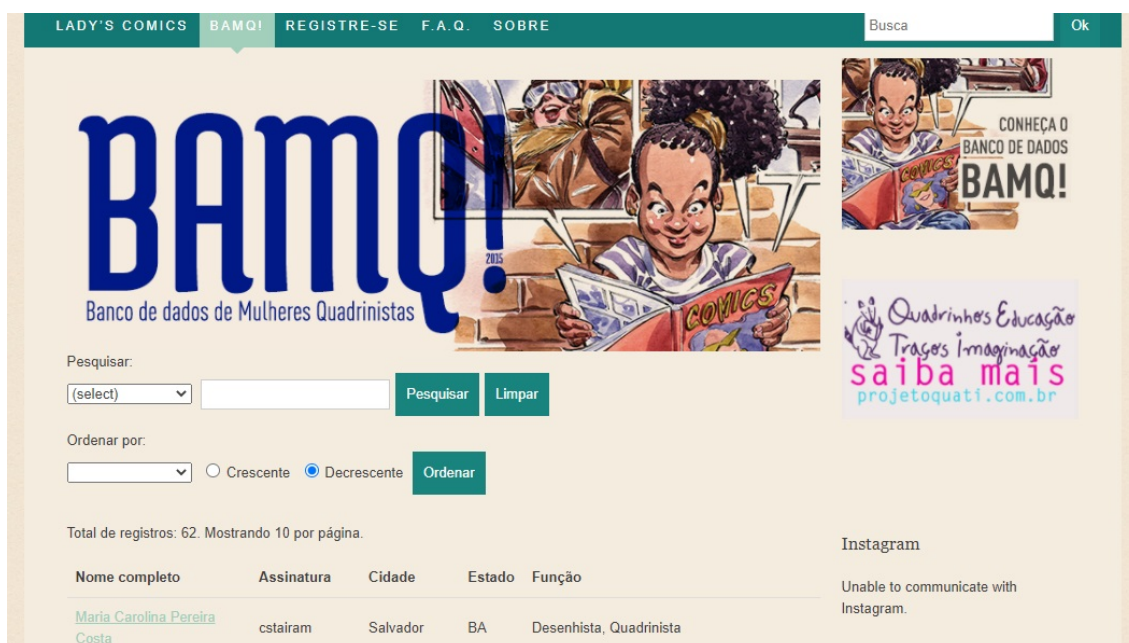 LADY'S COMICS BAMQ! REGISTRE-SE F.A.Q. SOBRE
Busca Ok
BAMQ!
2015
Banco de dados de Mulheres Quadrinistas
COMICS
Pesquisar:
(select) Pesquisar Limpar
Ordenar por:
Crescente Decrescente Ordenar
Total de registros: 62. Mostrando 10 por página.
Nome completo Assinatura Cidade Estado Função
Maria Carolina Pereira
Costa cstairam Salvador BA Desenhista, Quadrinista
CONHEÇA O
BANCO DE DADOS
BAMQ!
COMICS
Quadrinhos Educação
Traços Imaginação
saiba mais
projetoquati.com.br
Instagram
Unable to communicate with
Instagram.